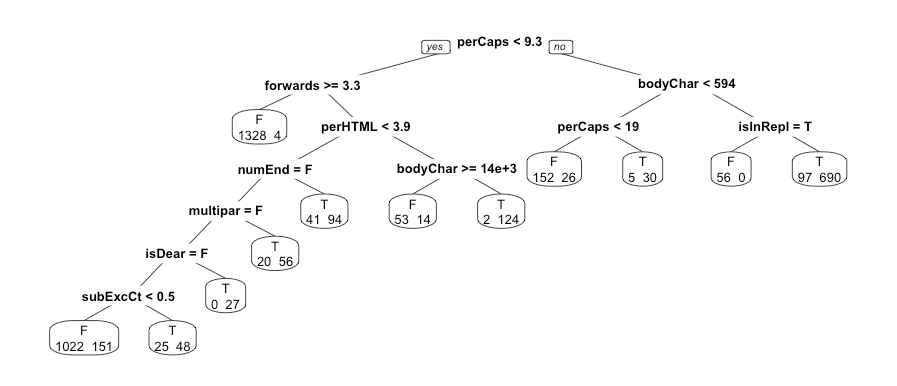 yes perCaps < 9.3 no
forwards >= 3.3
bodyChar < 594
F
1328 4
perHTML < 3.9
perCaps < 19
isInRepl = T
numEnd = F
bodyChar >= 14e+3
F
152 26
T
5 30
F
56 0
T
97 690
multipar = F
T
41 94
F
53 14
T
2 124
isDear = F
T
20 56
subExcCt < 0.5
T
0 27
F
1022 151
T
25 48